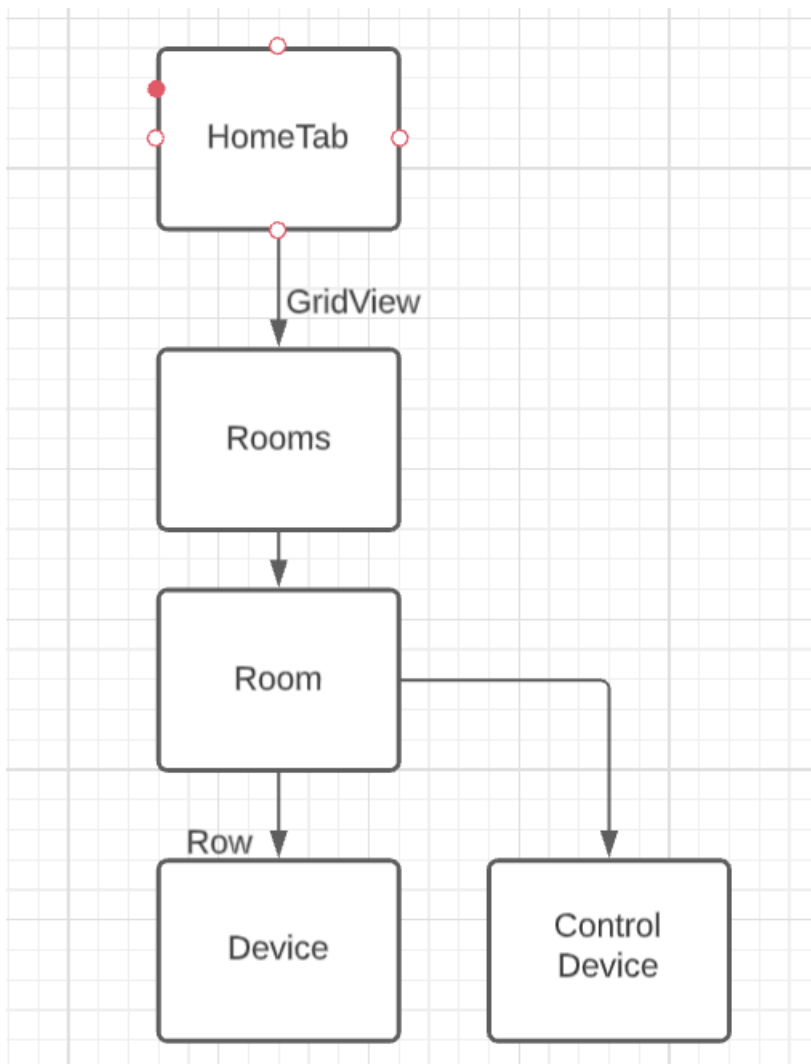 HomeTab
GridView
Rooms
Room
Row
Device
Control
Device